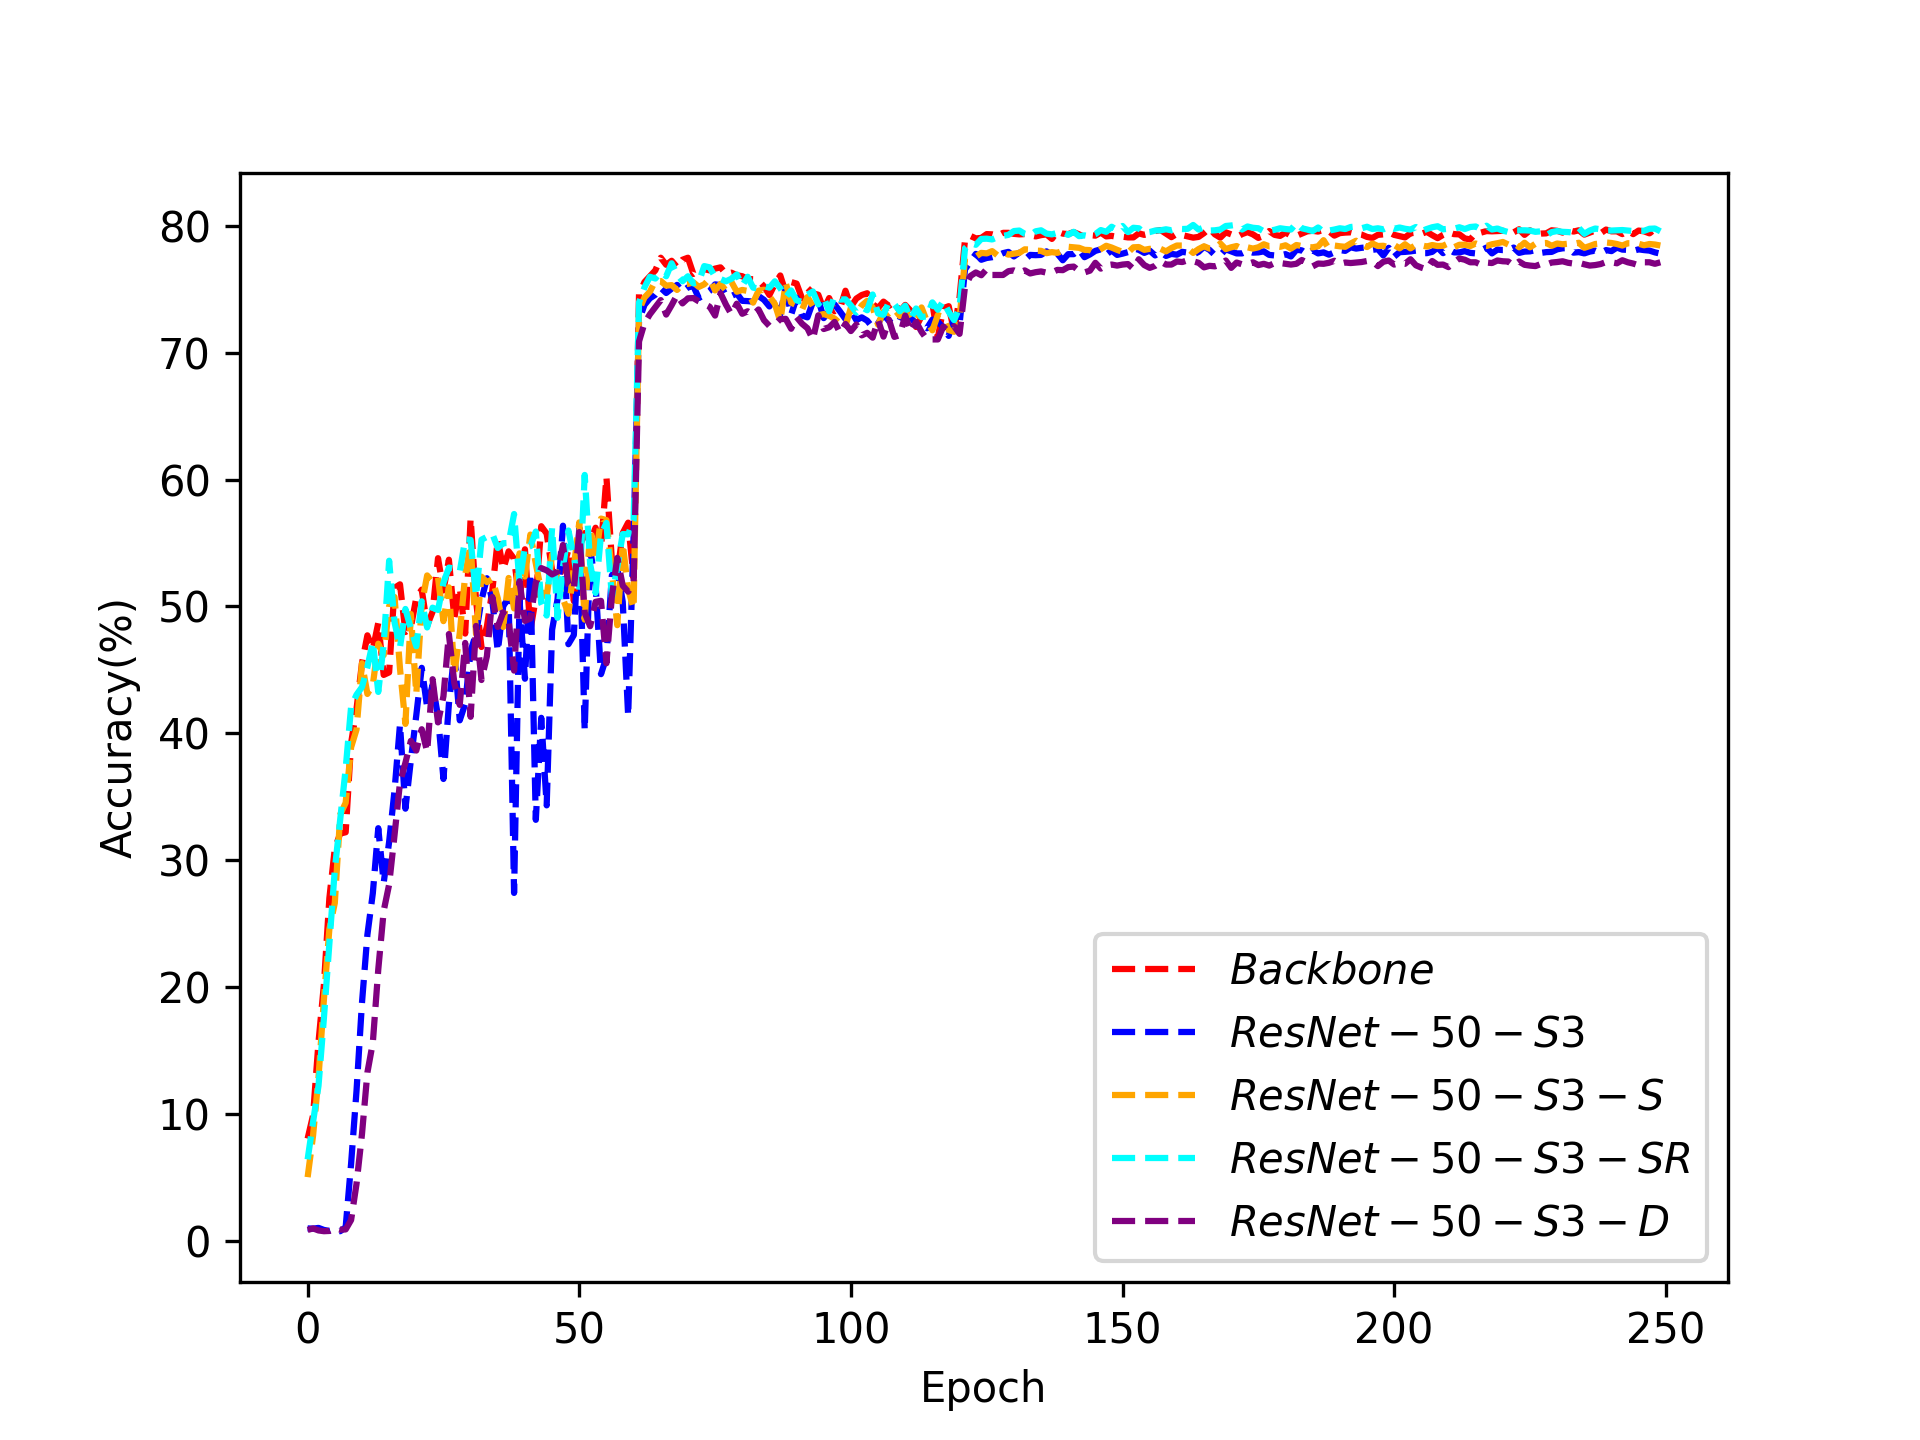 80
70
60
50
40
30
20
10
0
Accuracy(%)
0 50 100 150 200 250
Epoch
Backbone
ResNet − 50 − S3
ResNet − 50 − S3 − S
ResNet − 50 − S3 − SR
ResNet − 50 − S3 − D